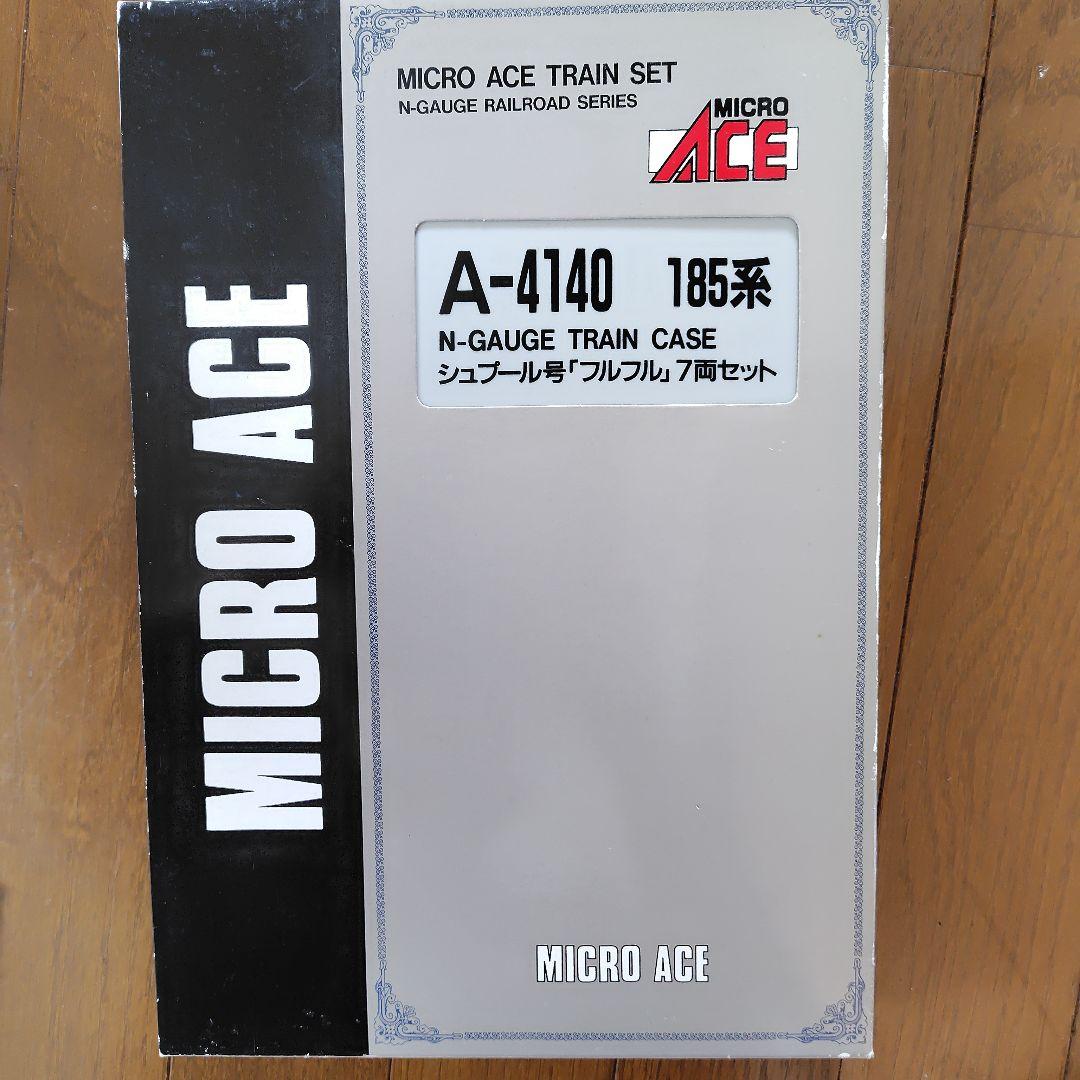 MICRO ACE
MICRO ACE TRAIN SET
N-GAUGE RAILROAD SERIES
MICRO
ACE
A-4140 185系
N-GAUGE TRAIN CASE
シュプール号「フルフル」7両セット
MICRO ACE